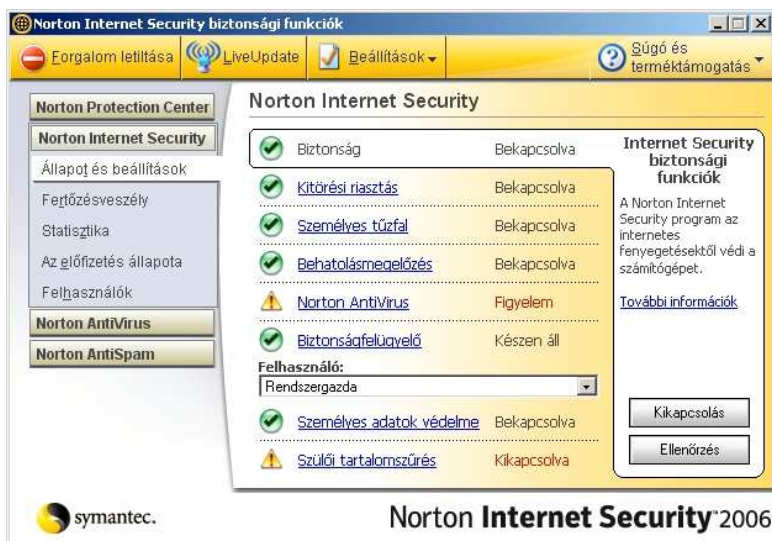 Norton Internet Security biztonsági funkciók
Forgalom letiltása
LiveUpdate
Beállítások
Súgó és
terméktámogatás
Norton Protection Center
Norton Internet Security
Állapot és beállítások
Fertőzésveszély
Statisztika
Az előfizetés állapota
Felhasználók
Norton AntiVirus
Norton AntiSpam
Norton Internet Security
Biztonság Bekapcsolva
Kitörési riasztás Bekapcsolva
Személyes tűzfal Bekapcsolva
Behatolásmegelőzés Bekapcsolva
Norton AntiVirus Figyelem
Biztonságfelügyelő Készen áll
Felhasználó:
Rendszergazda
Személyes adatok védelme Bekapcsolva
Szülői tartalomszűrés Kikapcsolva
Internet Security
biztonsági
funkciók
A Norton Internet
Security program az
internetes
fenyegetésektől védi a
számítógépet.
További információk
Kikapcsolás
Ellenőrzés
symantec.
Norton Internet Security™2006